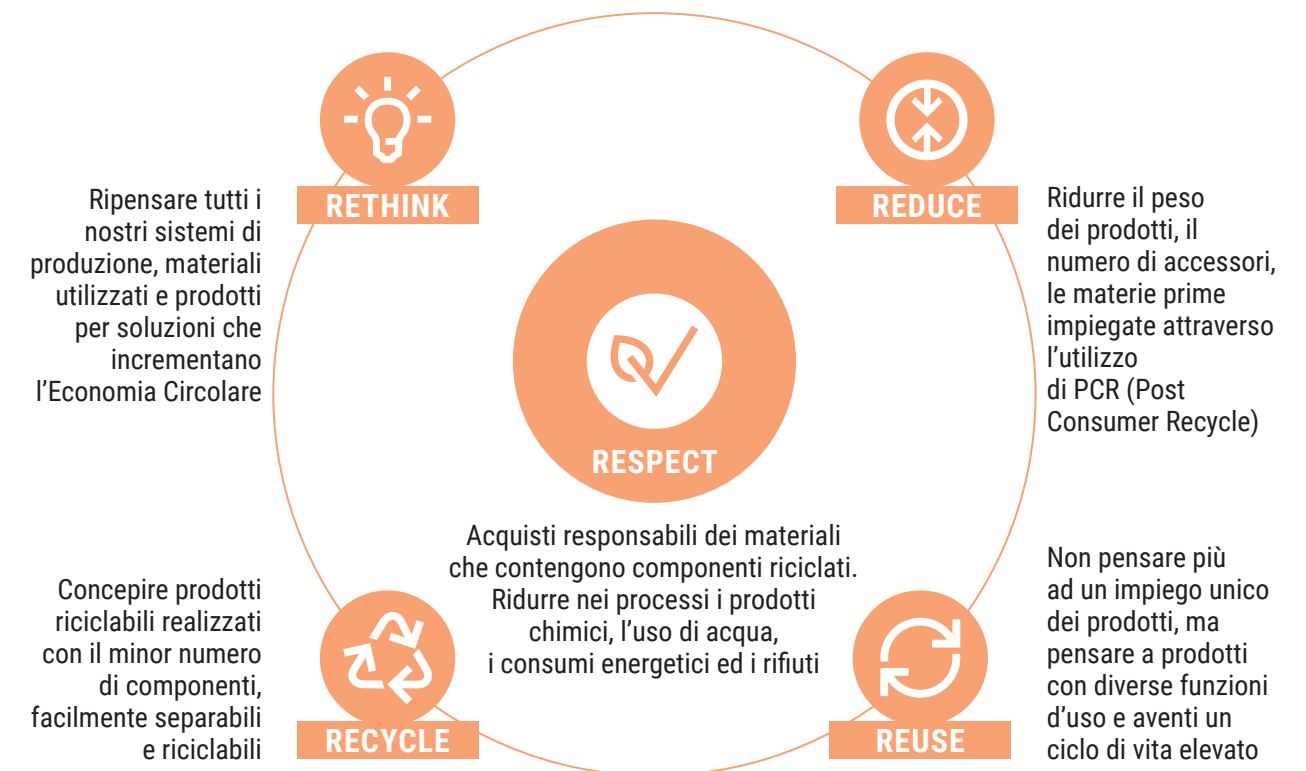 RETHINK
Ripensare tutti i
nostri sistemi di
produzione, materiali
utilizzati e prodotti
per soluzioni che
incrementano
l’Economia Circolare
REDUCE
Ridurre il peso
dei prodotti, il
numero di accessori,
le materie prime
impiegate attraverso
l’utilizzo
di PCR (Post
Consumer Recycle)
RESPECT
Acquisti responsabili dei materiali
che contengono componenti riciclati.
Ridurre nei processi i prodotti
chimici, l’uso di acqua,
i consumi energetici ed i rifiuti
RECYCLE
Concepire prodotti
riciclabili realizzati
con il minor numero
di componenti,
facilmente separabili
e riciclabili
REUSE
Non pensare più
ad un impiego unico
dei prodotti, ma
pensare a prodotti
con diverse funzioni
d’uso e aventi un
ciclo di vita elevato